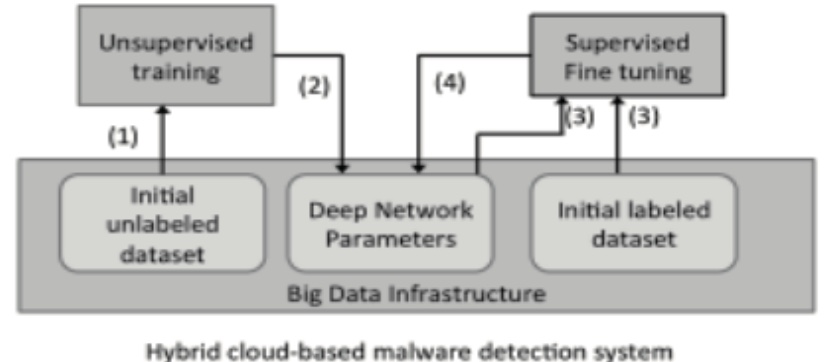 Unsupervised
training
Supervised
Fine tuning
(1)
(2)
(4)
(3)
(3)
Initial
unlabeled
dataset
Deep Network
Parameters
Initial labeled
dataset
Big Data Infrastructure
Hybrid cloud-based malware detection system